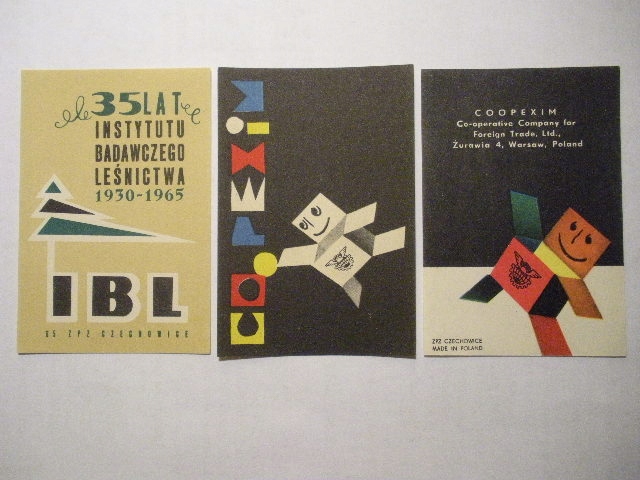 35 LAT
INSTYTUTU
BADAWCZEGO
LEŚNICTWA
1930-1965
IBL
65 ZPZ CZECHOWICE
COOPEXIM
COOPEXIM
Co-operative Company for
Foreign Trade, Ltd.,
Żurawia 4, Warsaw, Poland
ZPZ CZECHOWICE
MADE IN POLAND